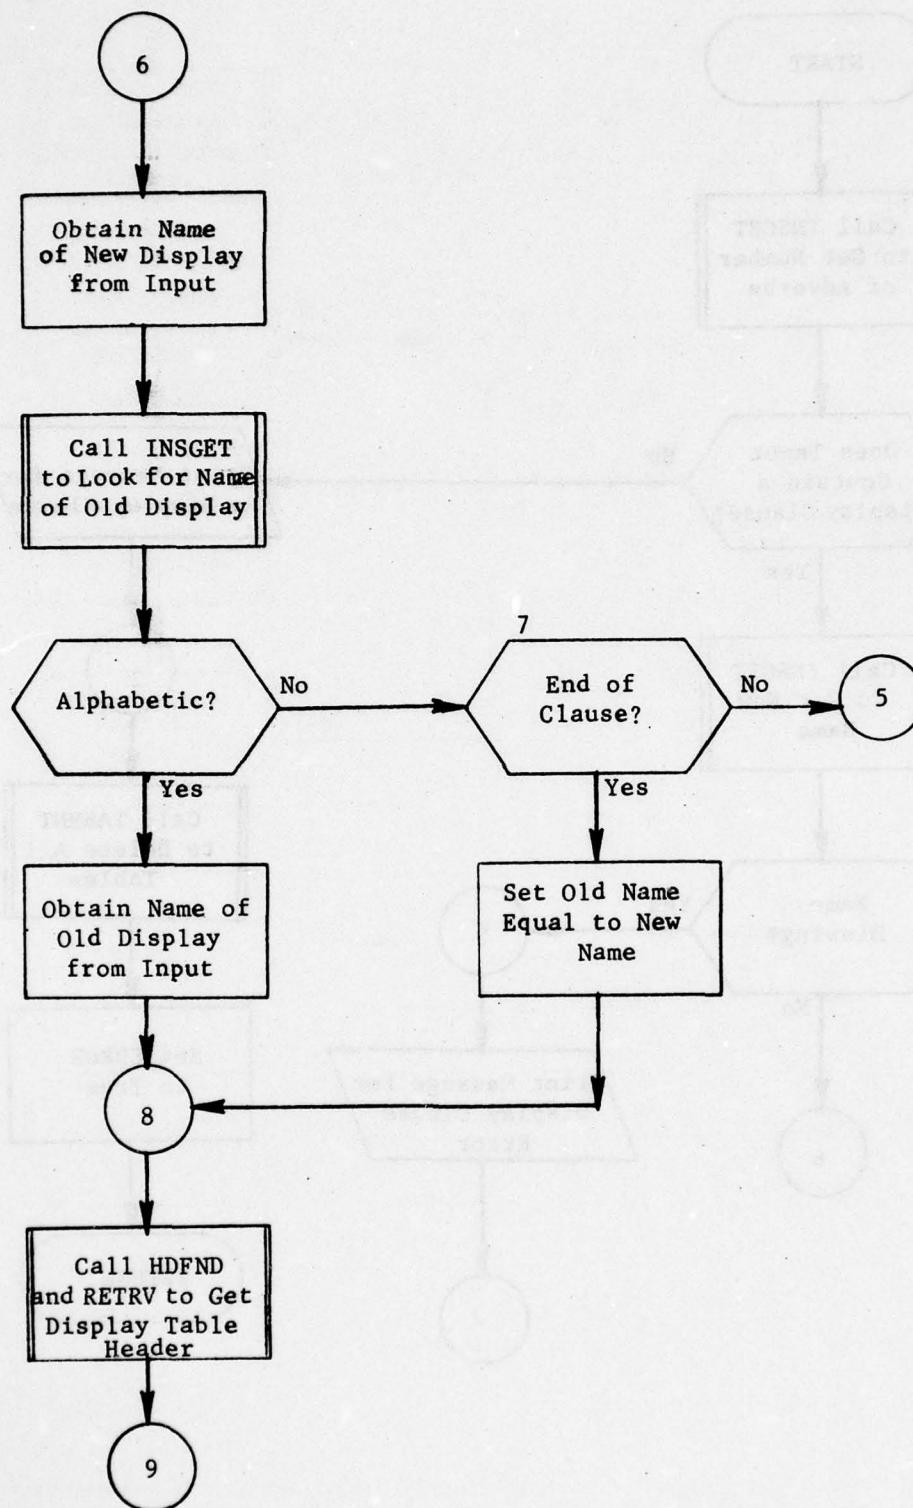 6
Obtain Name
of New Display
from Input
Call INSGET
to Look for Name
of Old Display
Alphabetic?
No
7
End of
Clause?
No
5
Yes
Yes
Obtain Name of
Old Display
from Input
Set Old Name
Equal to New
Name
8
Call HDFND
and RETRV to Get
Display Table
Header
9